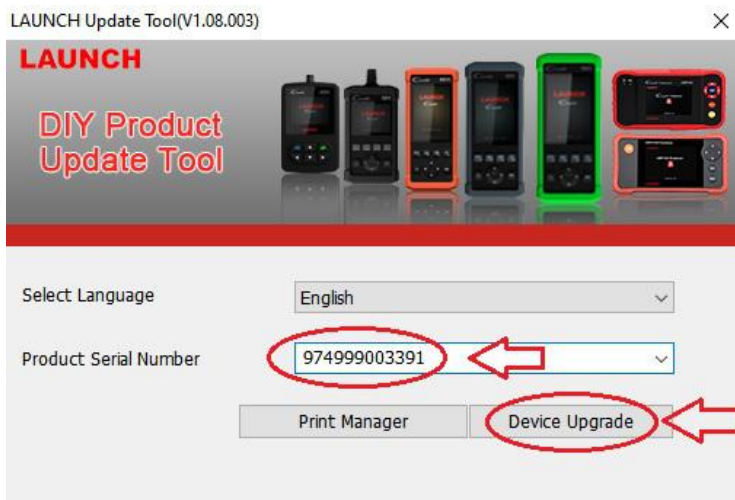 LAUNCH Update Tool(V1.08.003)
LAUNCH
DIY Product
Update Tool
Select Language
English
Product Serial Number
974999003391
Print Manager
Device Upgrade